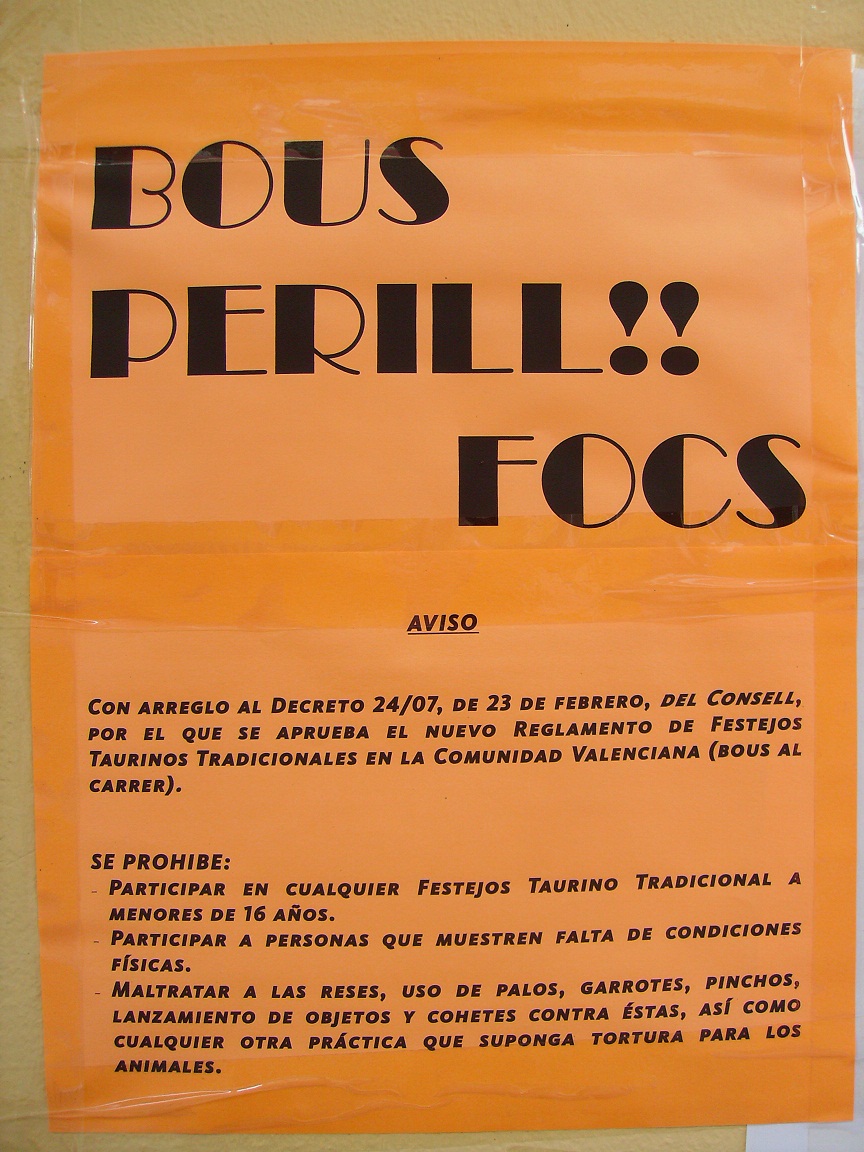 BOUS
PERILL!!
FOCS
AVISO
CON ARREGLO AL DECRETO 24/07, DE 23 DE FEBRERO, DEL CONSELL,
POR EL QUE SE APRUEBA EL NUEVO REGLAMENTO DE FESTEJOS
TAURINOS TRADICIONALES EN LA COMUNIDAD VALENCIANA (BOUS AL
CARRER).
SE PROHIBE:
- PARTICIPAR EN CUALQUIER FESTEJOS TAURINO TRADICIONAL A
MENORES DE 16 AÑOS.
- PARTICIPAR A PERSONAS QUE MUESTREN FALTA DE CONDICIONES
FÍSICAS.
- MALTRATAR A LAS RESES, USO DE PALOS, GARROTES, PINCHOS,
LANZAMIENTO DE OBJETOS Y COHETES CONTRA ÉSTAS, ASÍ COMO
CUALQUIER OTRA PRÁCTICA QUE SUPONGA TORTURA PARA LOS
ANIMALES.